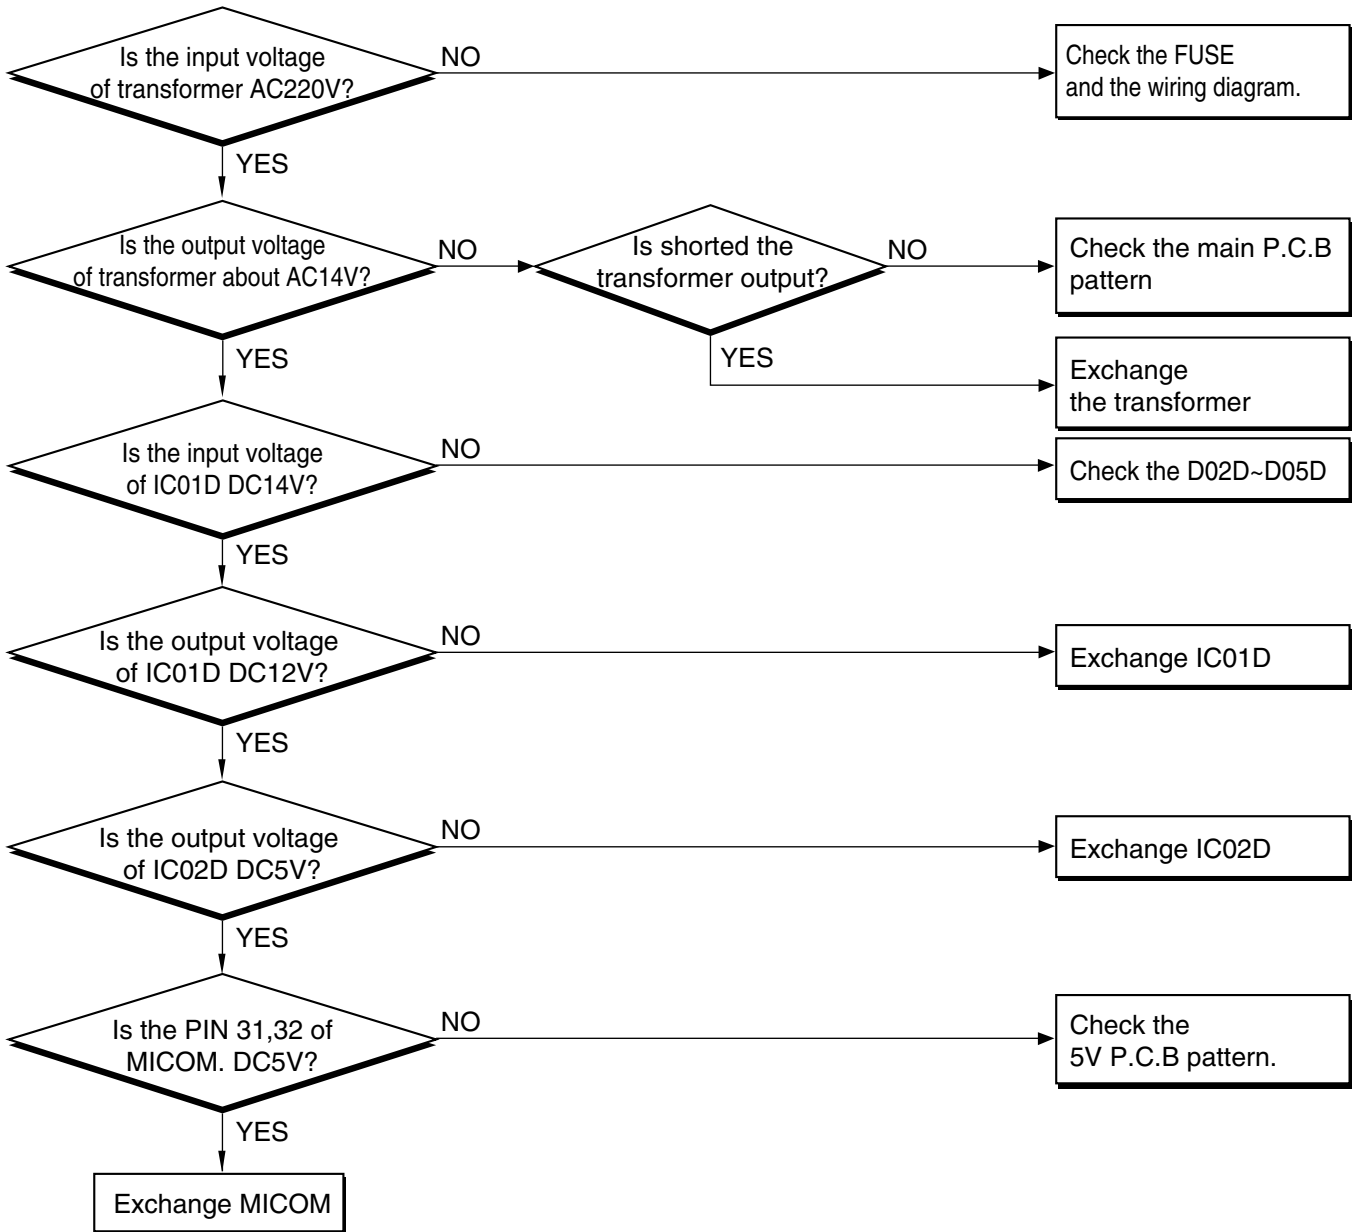 Is the input voltage
of transformer AC220V?
NO
Check the FUSE
and the wiring diagram.
YES
Is the output voltage
of transformer about AC14V?
NO
Is shorted the
transformer output?
NO
Check the main P.C.B
pattern
YES
YES
Exchange
the transformer
Is the input voltage
of IC01D DC14V?
NO
Check the D02D~D05D
YES
Is the output voltage
of IC01D DC12V?
NO
Exchange IC01D
YES
Is the output voltage
of IC02D DC5V?
NO
Exchange IC02D
YES
Is the PIN 31,32 of
MICOM. DC5V?
NO
Check the
5V P.C.B pattern.
YES
Exchange MICOM